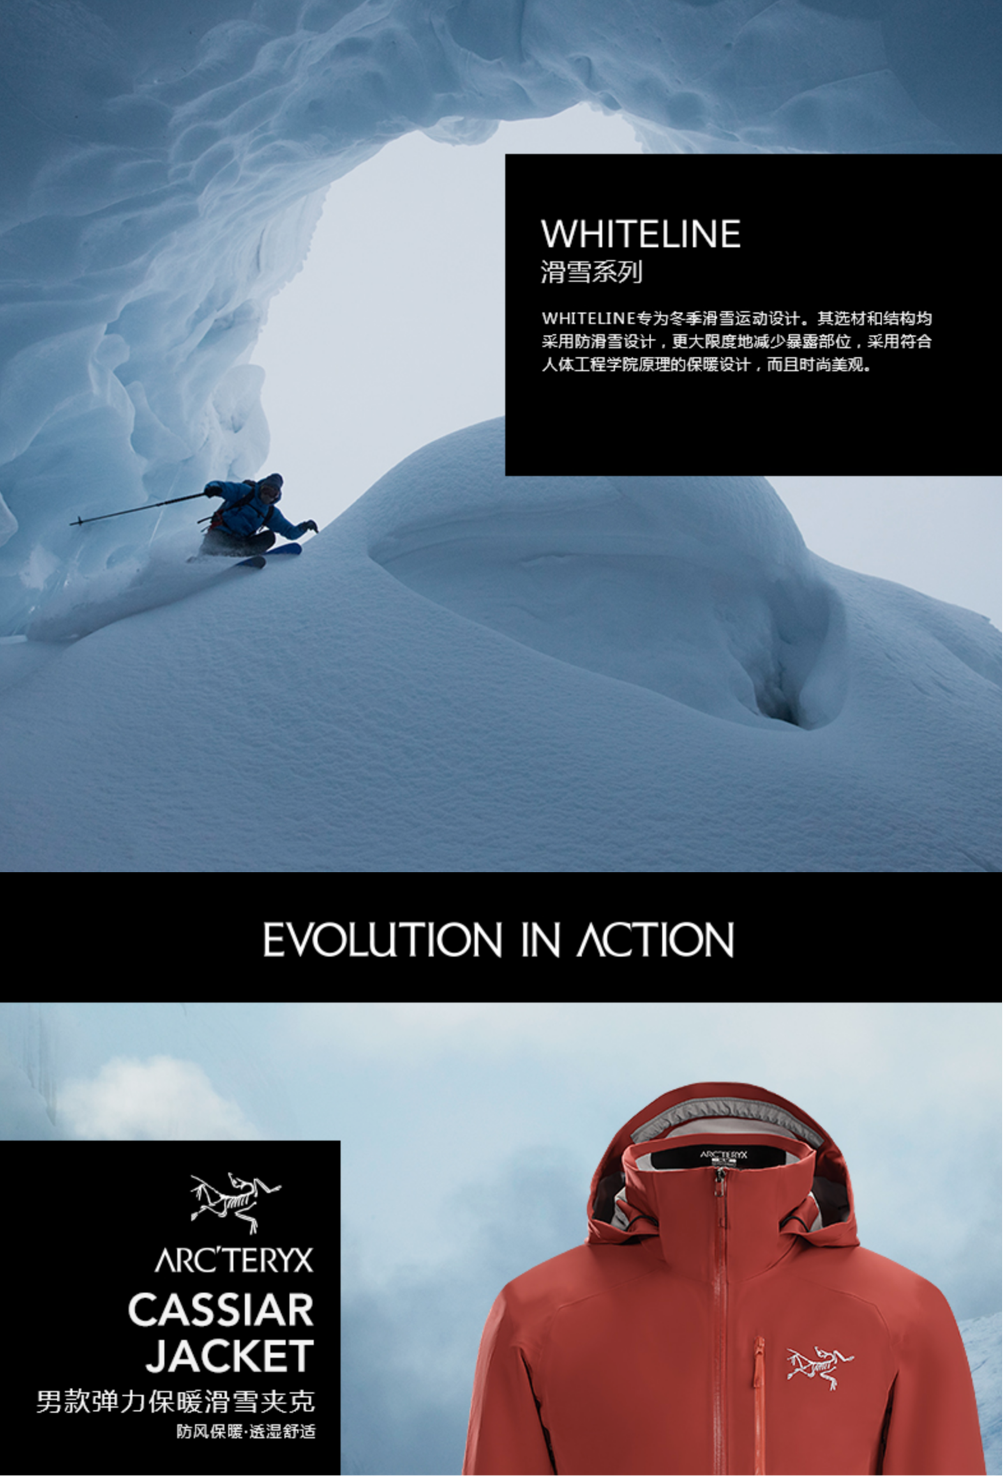 WHITELINE
滑雪系列
WHITELINE专为冬季滑雪运动设计。其选材和结构均
采用防滑雪设计，更大限度地减少暴露部位，采用符合
人体工程学院原理的保暖设计，而且时尚美观。
EVOLUTION IN ACTION
ARC'TERYX
ARC'TERYX
CASSIAR
JACKET
男款弹力保暖滑雪夹克
防风保暖·透湿舒适